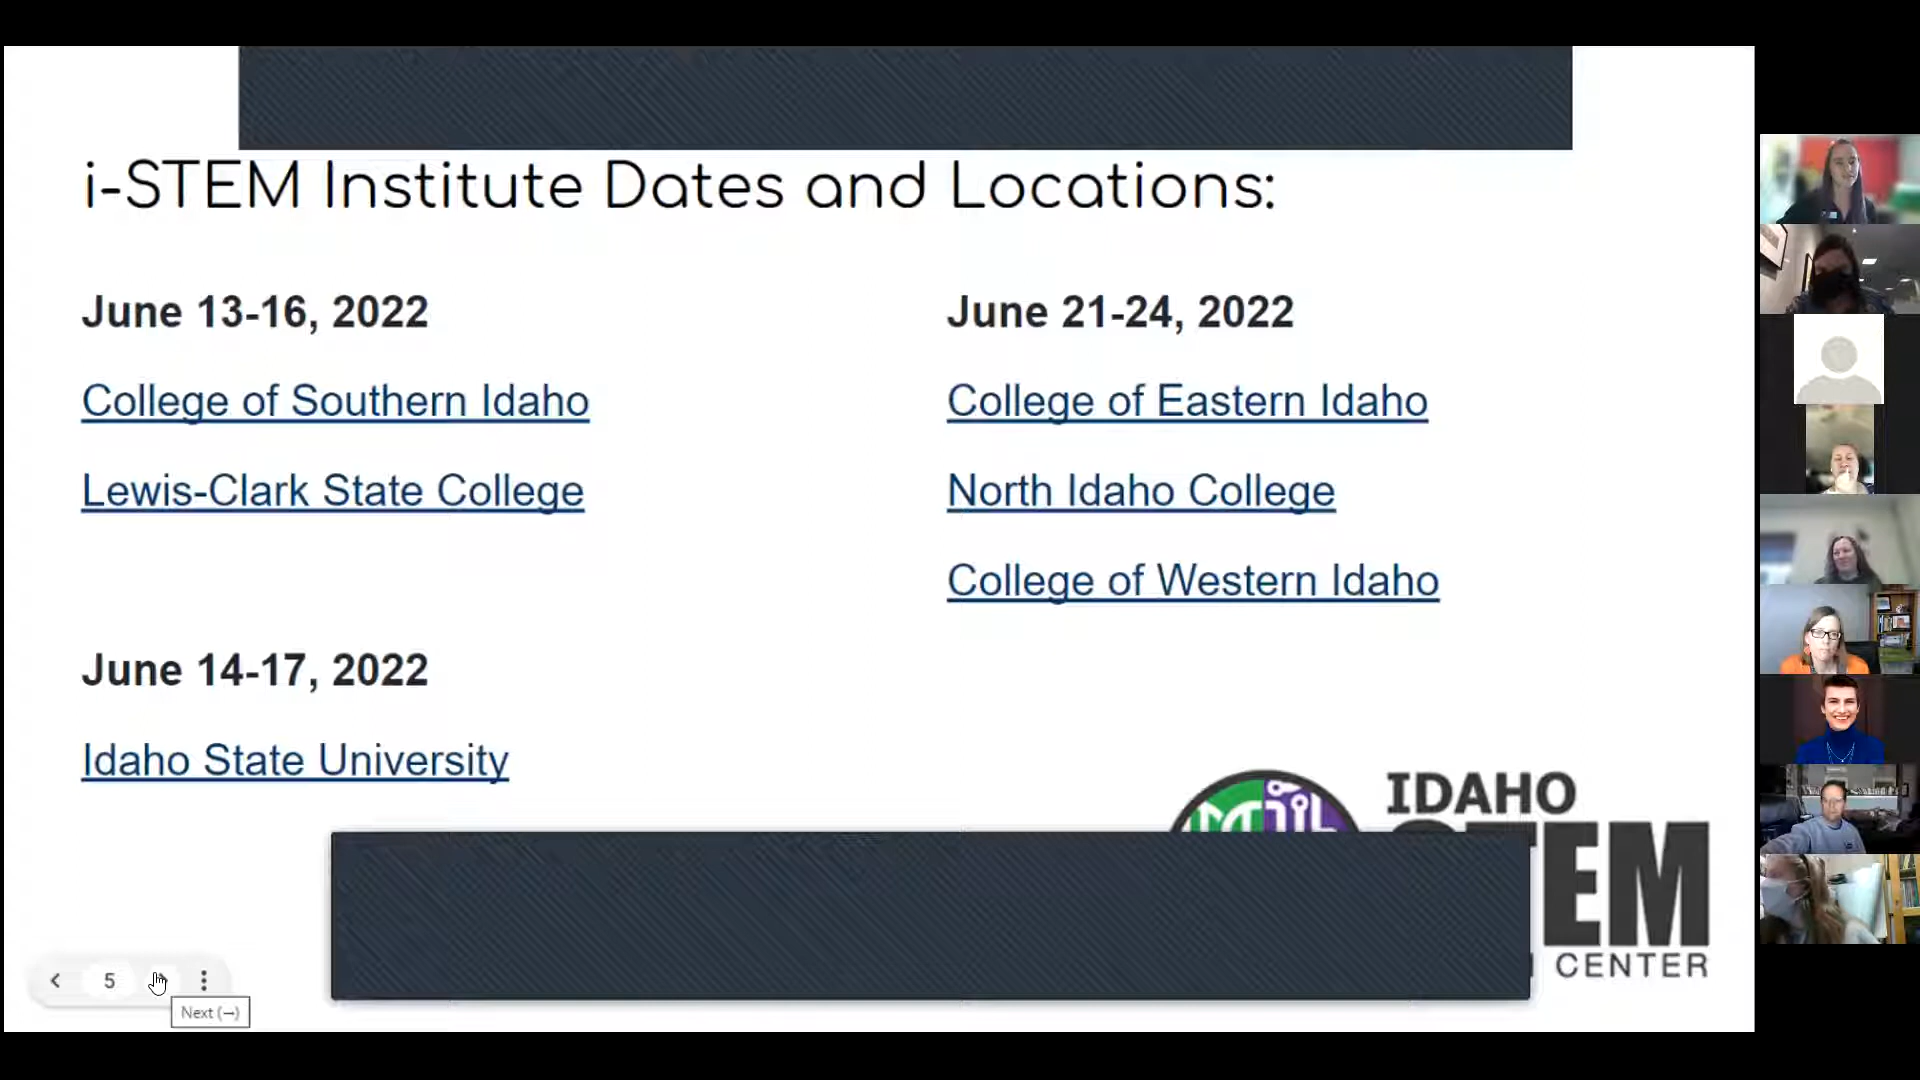 i-STEM Institute Dates and Locations:
June 13-16, 2022
College of Southern Idaho
Lewis-Clark State College
June 14-17, 2022
Idaho State University
June 21-24, 2022
College of Eastern Idaho
North Idaho College
College of Western Idaho
IDAHO
TEM
CENTER
5
Next (→)